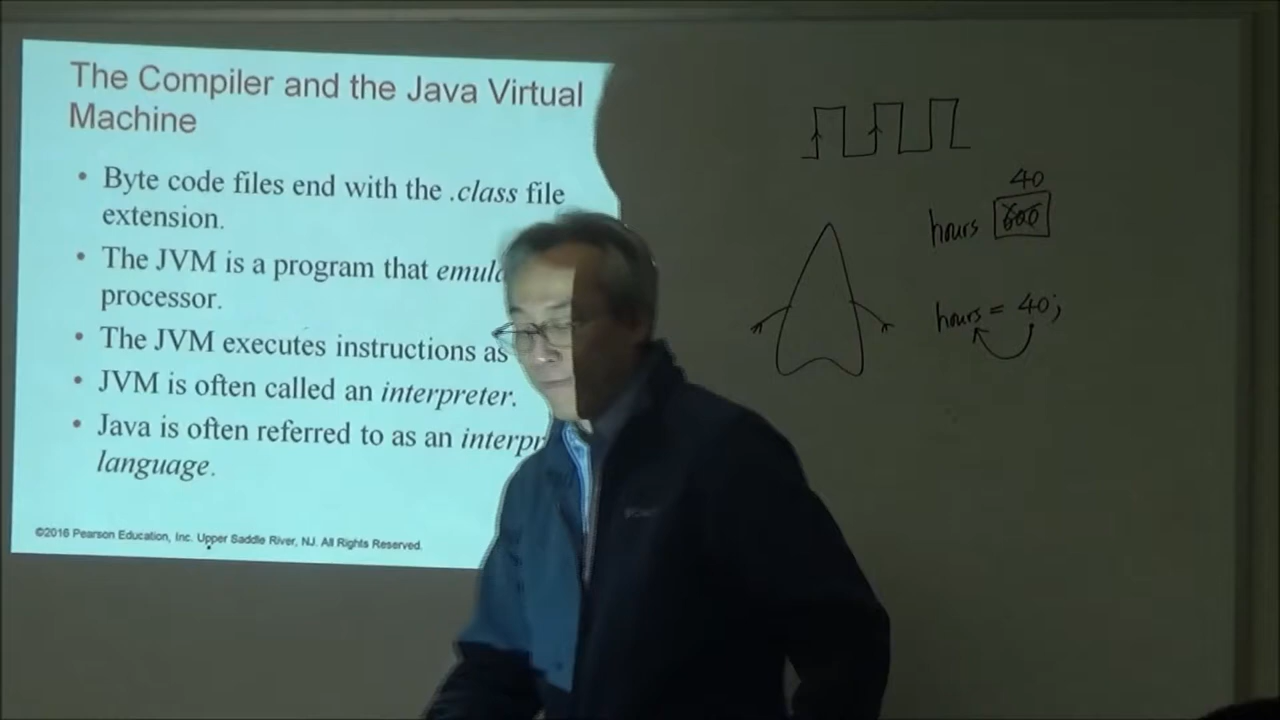 The Compiler and the Java Virtual
Machine
• Byte code files end with the .class file
extension.
• The JVM is a program that
processor.
• The JVM executes instructions as
• JVM is often called an interpreter.
• Java is often referred to as an
language.
©2016 Pearson Education, Inc. Upper Saddle River, NJ. All Rights Reserved.
40
hours
hours = 40;